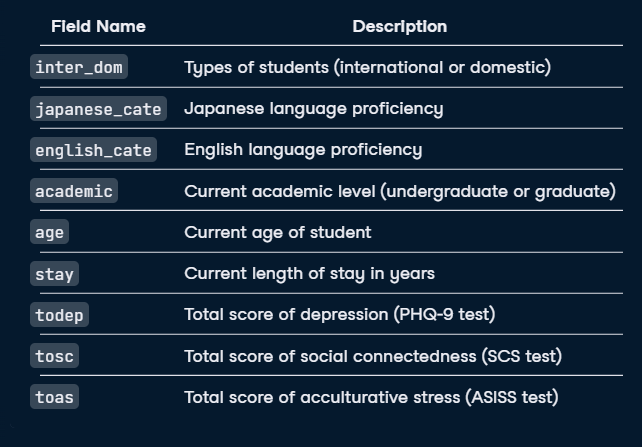 Field Name Description
inter_dom Types of students (international or domestic)
japanese_cate Japanese language proficiency
english_cate English language proficiency
academic Current academic level (undergraduate or graduate)
age Current age of student
stay Current length of stay in years
todep Total score of depression (PHQ-9 test)
tosc Total score of social connectedness (SCS test)
toas Total score of acculturative stress (ASISS test)